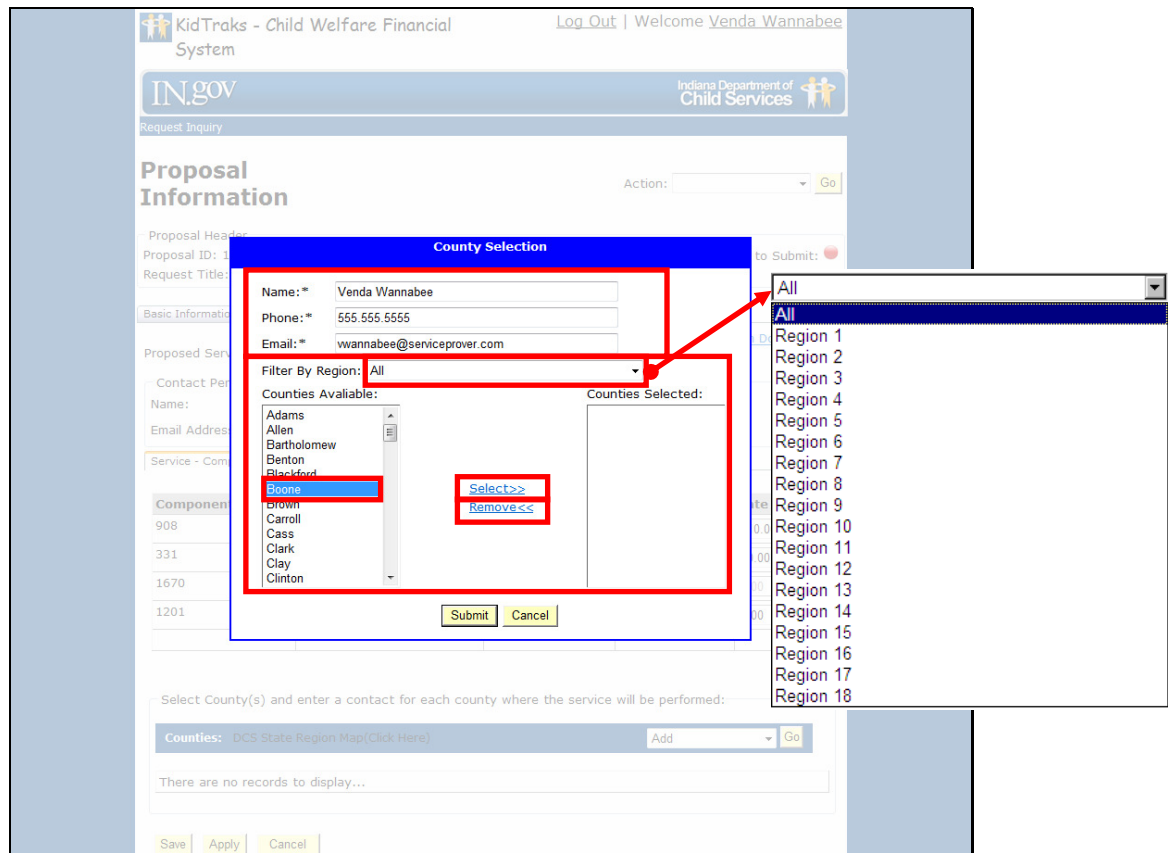 KidTraks - Child Welfare Financial System
Log Out | Welcome Venda Wannabee
IN.gov
Indiana Department of
Child Services
Request Inquiry
Proposal
Information
Action:
Go
Proposal Header
Proposal ID: 1
to Submit:
Request Title:
County Selection
Name:* Venda Wannabee
Phone:* 555.555.5555
Email:* vwannabee@serviceprover.com
Basic Informatio
Proposed Serv
Contact Per
Name:
Email Addres
Service - Comp
Filter By Region: All
Counties Avaliable:
Counties Selected:
Adams
Allen
Bartholomew
Benton
Blackford
Boone
Brown
Carroll
Cass
Clark
Clay
Clinton
Select>>
Remove<<
Submit
Cancel
Component
908
331
1670
1201
All
All
Region 1
Region 2
Region 3
Region 4
Region 5
Region 6
Region 7
Region 8
Region 9
Region 10
Region 11
Region 12
Region 13
Region 14
Region 15
Region 16
Region 17
Region 18
Select County(s) and enter a contact for each county where the service will be performed:
Counties: DCS State Region Map(Click Here)
Add
Go
There are no records to display...
Save
Apply
Cancel